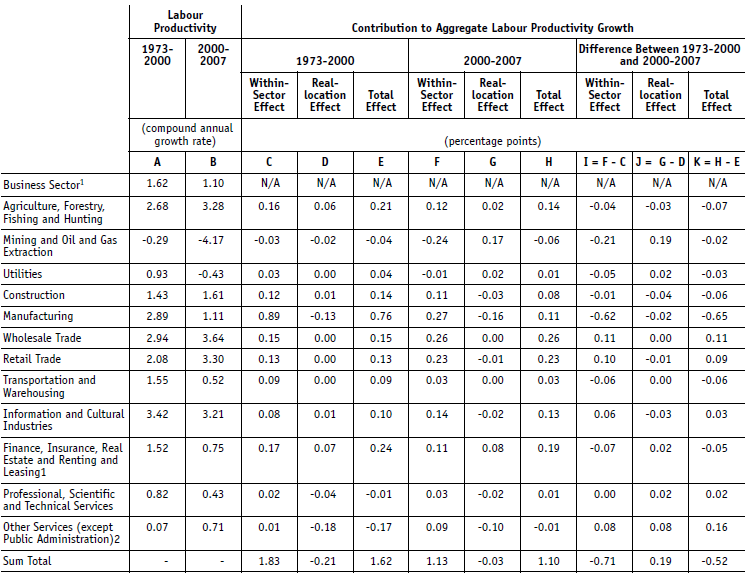 Labour
Productivity
Contribution to Aggregate Labour Productivity Growth
1973-
2000
2000-
2007
1973-2000
2000-2007
Difference Between 1973-2000
and 2000-2007
Within-
Sector
Effect
Real-
location
Effect
Total
Effect
Within-
Sector
Effect
Real-
location
Effect
Total
Effect
Within-
Sector
Effect
Real-
location
Effect
Total
Effect
(compound annual
growth rate)
(percentage points)
A B C D E F G H I = F - C J = G - D K = H - E
Business Sector1 1.62 1.10 N/A N/A N/A N/A N/A N/A N/A N/A N/A
Agriculture, Forestry, 2.68 3.28 0.16 0.06 0.21 0.12 0.02 0.14 -0.04 -0.03 -0.07
Fishing and Hunting
Mining and Oil and Gas -0.29 -4.17 -0.03 -0.02 -0.04 -0.24 0.17 -0.06 -0.21 0.19 -0.02
Extraction
Utilities 0.93 -0.43 0.03 0.00 0.04 -0.01 0.02 0.01 -0.05 0.02 -0.03
Construction 1.43 1.61 0.12 0.01 0.14 0.11 -0.03 0.08 -0.01 -0.04 -0.06
Manufacturing 2.89 1.11 0.89 -0.13 0.76 0.27 -0.16 0.11 -0.62 -0.02 -0.65
Wholesale Trade 2.94 3.64 0.15 0.00 0.15 0.26 0.00 0.26 0.11 0.00 0.11
Retail Trade 2.08 3.30 0.13 0.00 0.13 0.23 -0.01 0.23 0.10 -0.01 0.09
Transportation and 1.55 0.52 0.09 0.00 0.09 0.03 0.00 0.03 -0.06 0.00 -0.06
Warehousing
Information and Cultural 3.42 3.21 0.08 0.01 0.10 0.14 -0.02 0.13 0.06 -0.03 0.03
Industries
Finance, Insurance, Real 1.52 0.75 0.17 0.07 0.24 0.11 0.08 0.19 -0.07 0.02 -0.05
Estate and Renting and
Leasing1
Professional, Scientific 0.82 0.43 0.02 -0.04 -0.01 0.03 -0.02 0.01 0.00 0.02 0.02
and Technical Services
Other Services (except 0.07 0.71 0.01 -0.18 -0.17 0.09 -0.10 -0.01 0.08 0.08 0.16
Public Administration)2
Sum Total - - 1.83 -0.21 1.62 1.13 -0.03 1.10 -0.71 0.19 -0.52